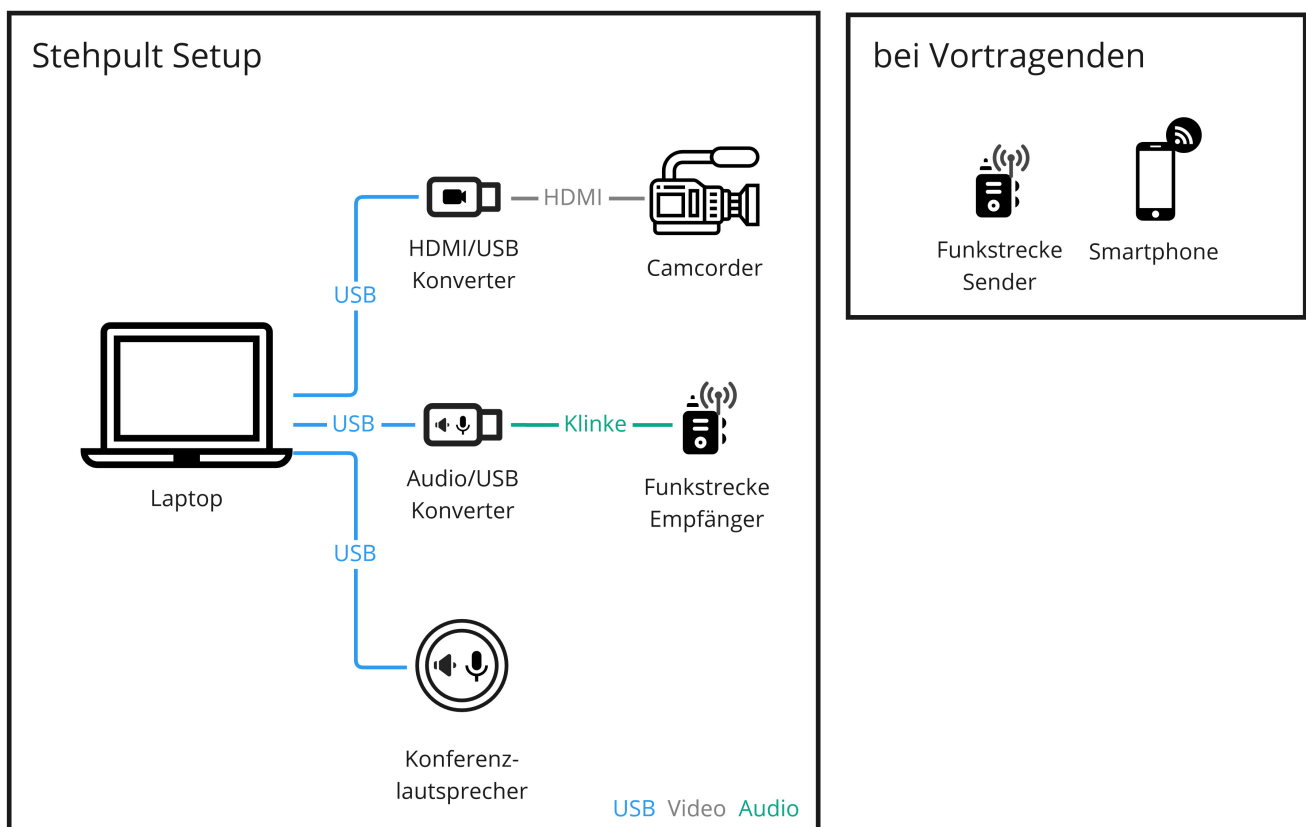 Stehpult Setup
HDMI
HDMI/USB
Konverter
Camcorder
USB
USB
Klinke
Laptop
Audio/USB
Konverter
Funkstrecke
Empfänger
USB
Konferenz-
lautsprecher
USB Video Audio
bei Vortragenden
Funkstrecke
Sender
Smartphone